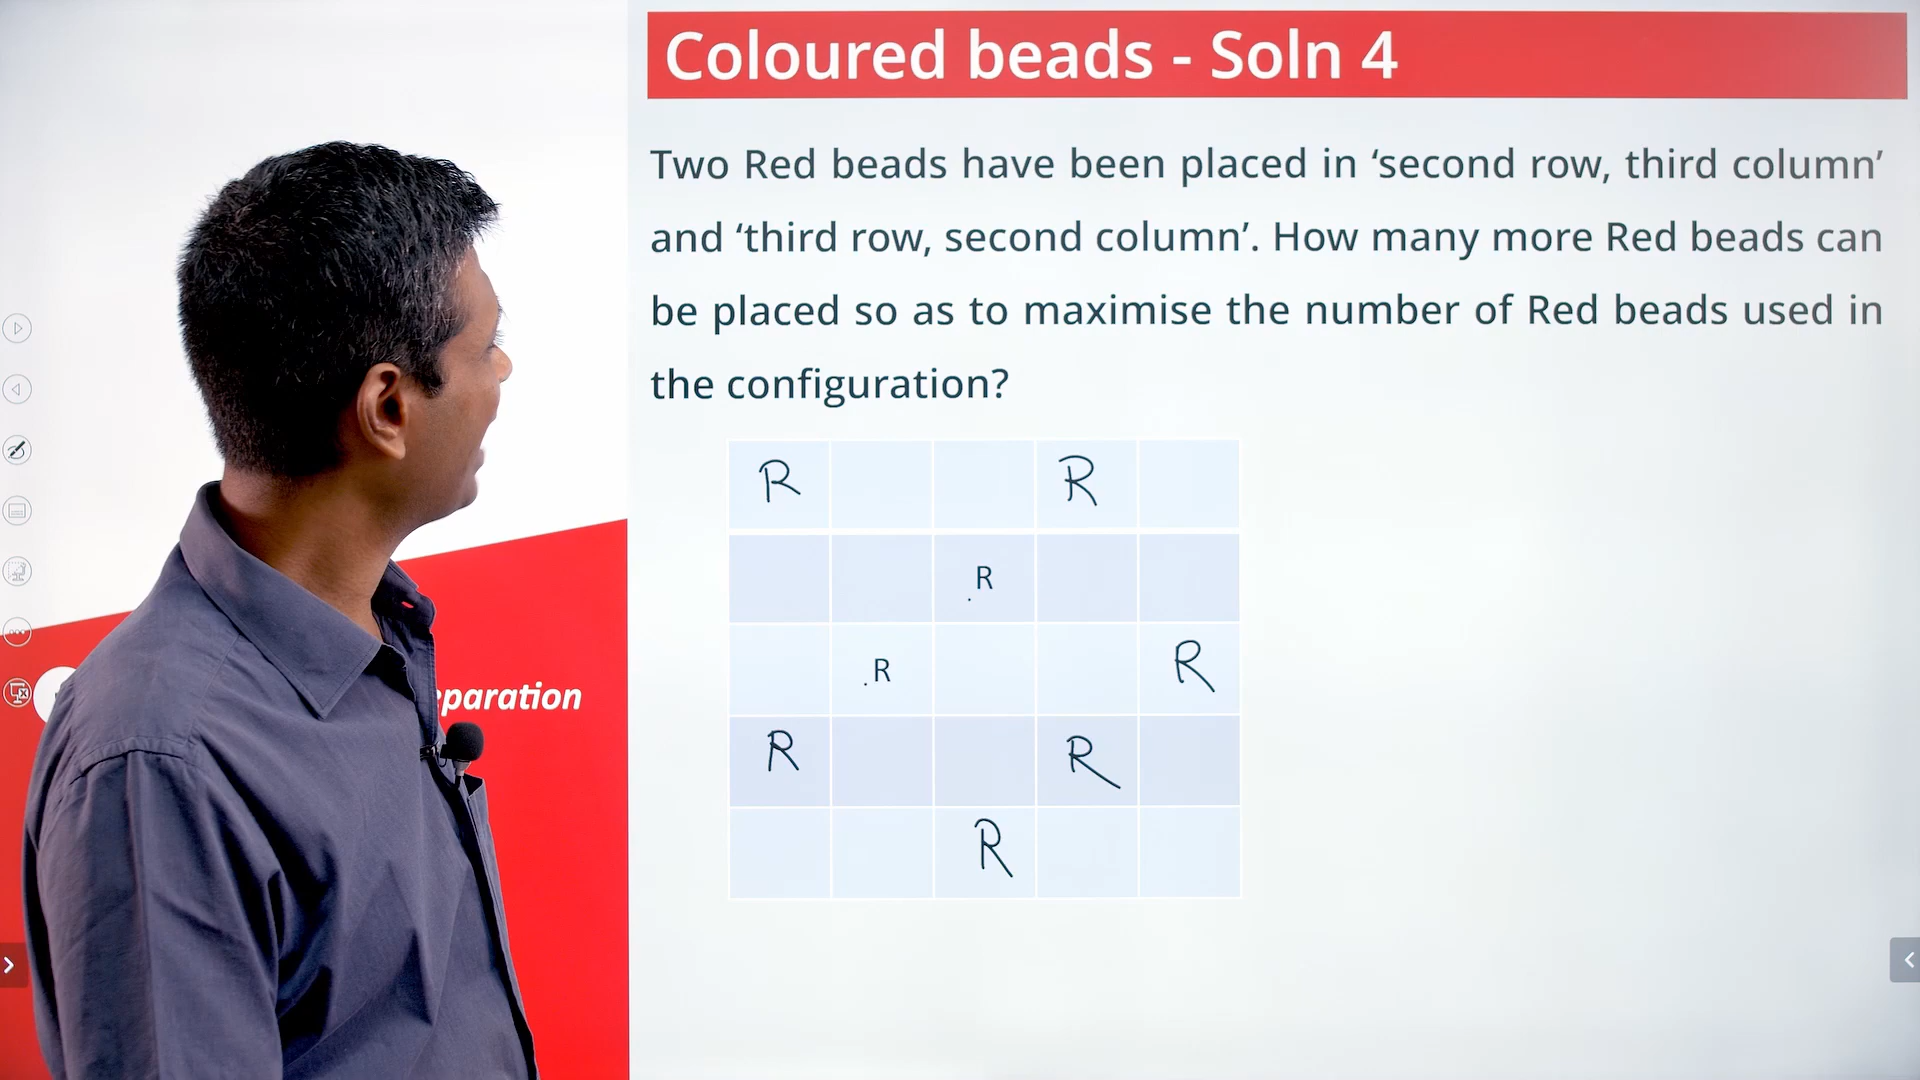 Coloured beads - Soln 4
Two Red beads have been placed in ‘second row, third column’
and ‘third row, second column’. How many more Red beads can
be placed so as to maximise the number of Red beads used in
the configuration?
R R
R
R R
R R
R
eparation